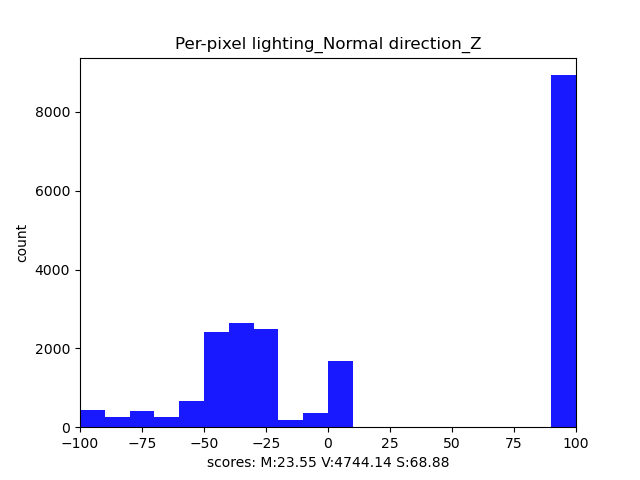 Per-pixel lighting_Normal direction_Z
8000
6000
4000
2000
0
count
−100 −75 −50 −25 0 25 50 75 100
scores: M:23.55 V:4744.14 S:68.88